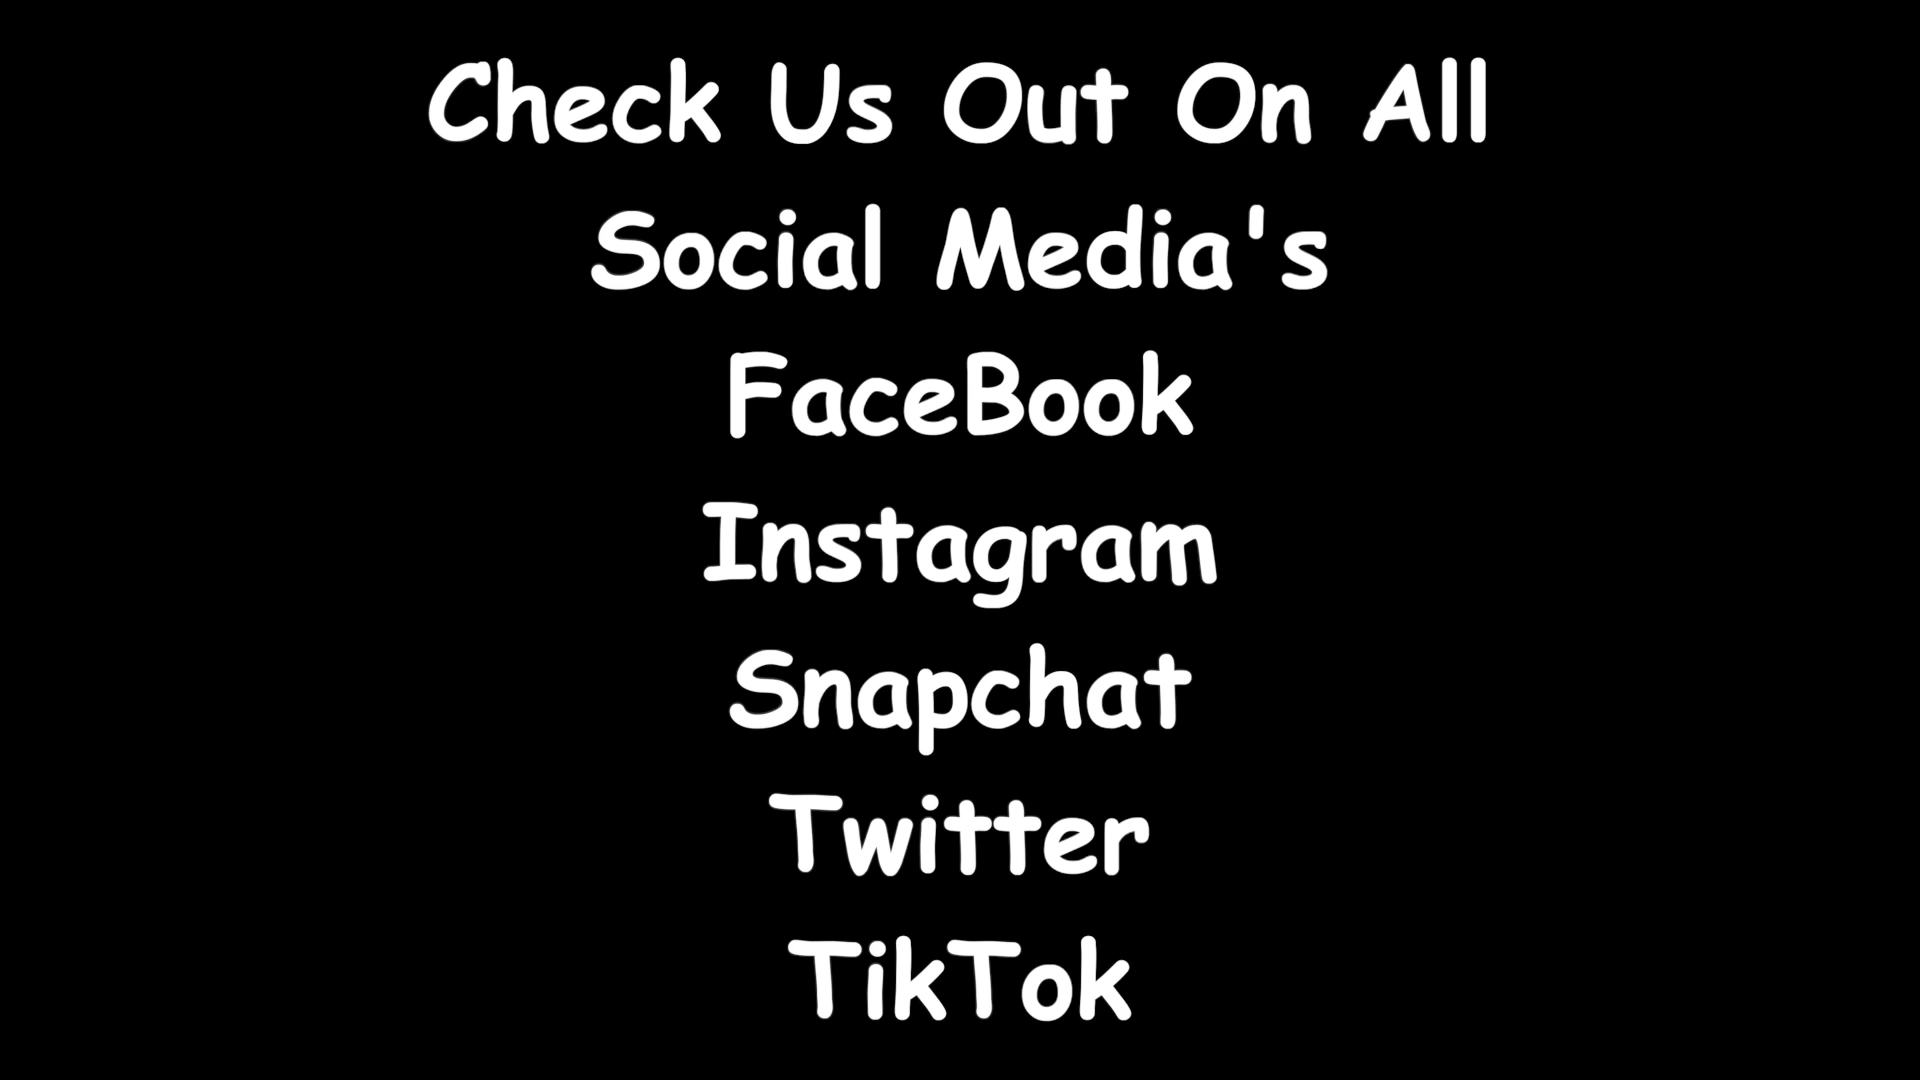 Check Us Out On All
Social Media's
FaceBook
Instagram
Snapchat
Twitter
TikTok